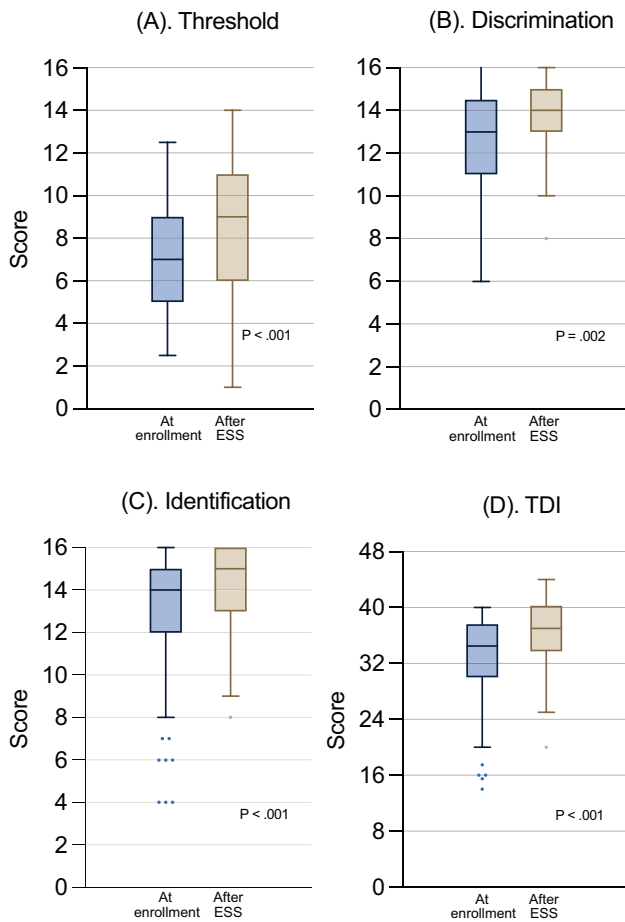 (A). Threshold
16
14
12
10
8
6
4
2
0
Score
P < .001
At
enrollment
After
ESS
(B). Discrimination
16
14
12
10
8
6
4
2
0
P = .002
At
enrollment
After
ESS
(C). Identification
16
14
12
10
8
6
4
2
0
Score
P < .001
At
enrollment
After
ESS
(D). TDI
48
40
32
24
16
8
0
Score
P < .001
At
enrollment
After
ESS